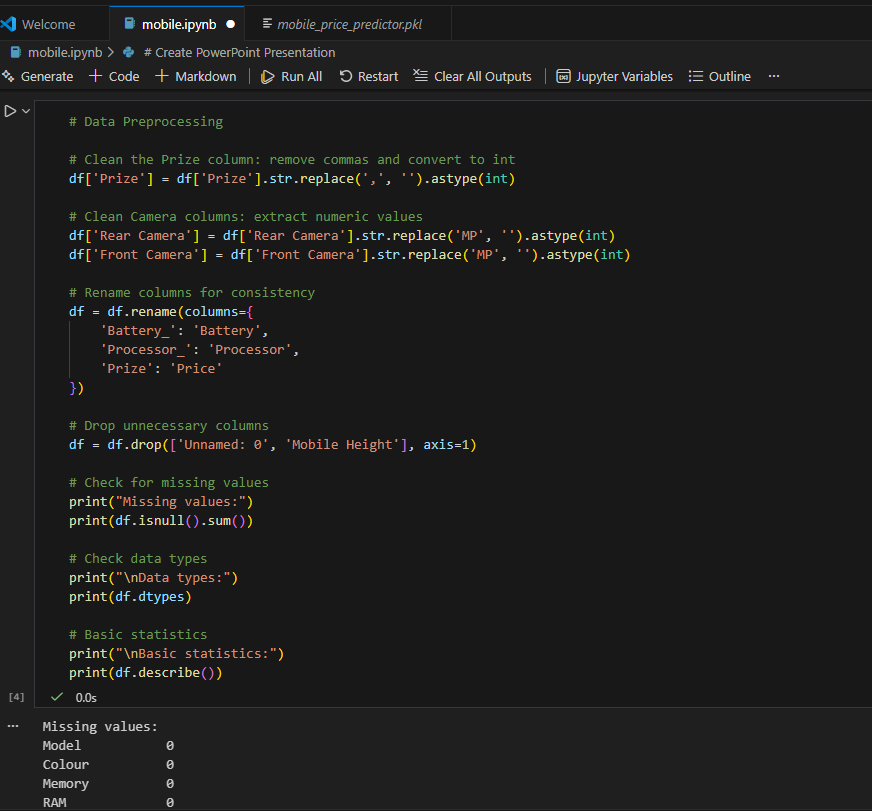 Welcome mobile.ipynb mobile_price_predictor.pkl
mobile.ipynb > # Create PowerPoint Presentation
Generate + Code + Markdown Run All Restart Clear All Outputs Jupyter Variables Outline ...
# Data Preprocessing
# Clean the Prize column: remove commas and convert to int
df['Prize'] = df['Prize'].str.replace(',', '').astype(int)
# Clean Camera columns: extract numeric values
df['Rear Camera'] = df['Rear Camera'].str.replace('MP', '').astype(int)
df['Front Camera'] = df['Front Camera'].str.replace('MP', '').astype(int)
# Rename columns for consistency
df = df.rename(columns={
    'Battery_': 'Battery',
    'Processor_': 'Processor',
    'Prize': 'Price'
})
# Drop unnecessary columns
df = df.drop(['Unnamed: 0', 'Mobile Height'], axis=1)
# Check for missing values
print("Missing values:")
print(df.isnull().sum())
# Check data types
print("\nData types:")
print(df.dtypes)
# Basic statistics
print("\nBasic statistics:")
print(df.describe())
[4] 0.0s
... Missing values:
Model 0
Colour 0
Memory 0
RAM 0